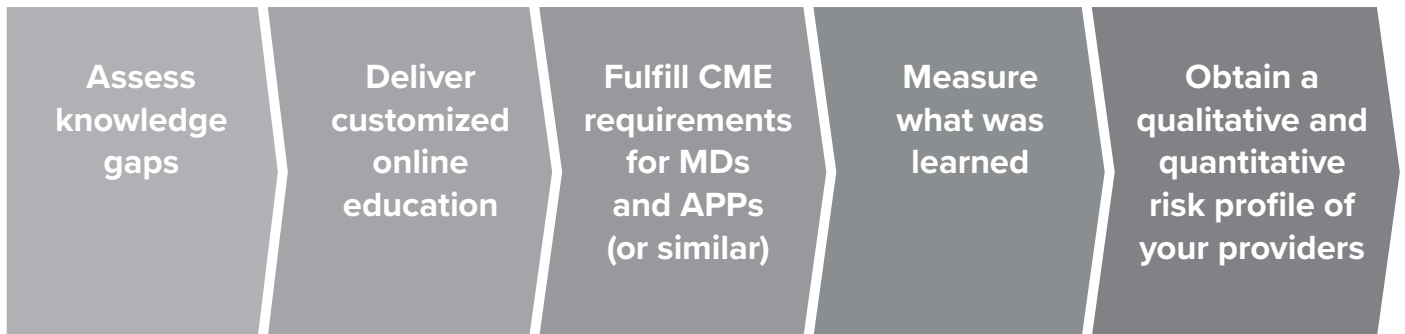 Assess
knowledge
gaps
Deliver
customized
online
education
Fulfill CME
requirements
for MDs
and APPs
(or similar)
Measure
what was
learned
Obtain a
qualitative and
quantitative
risk profile of
your providers